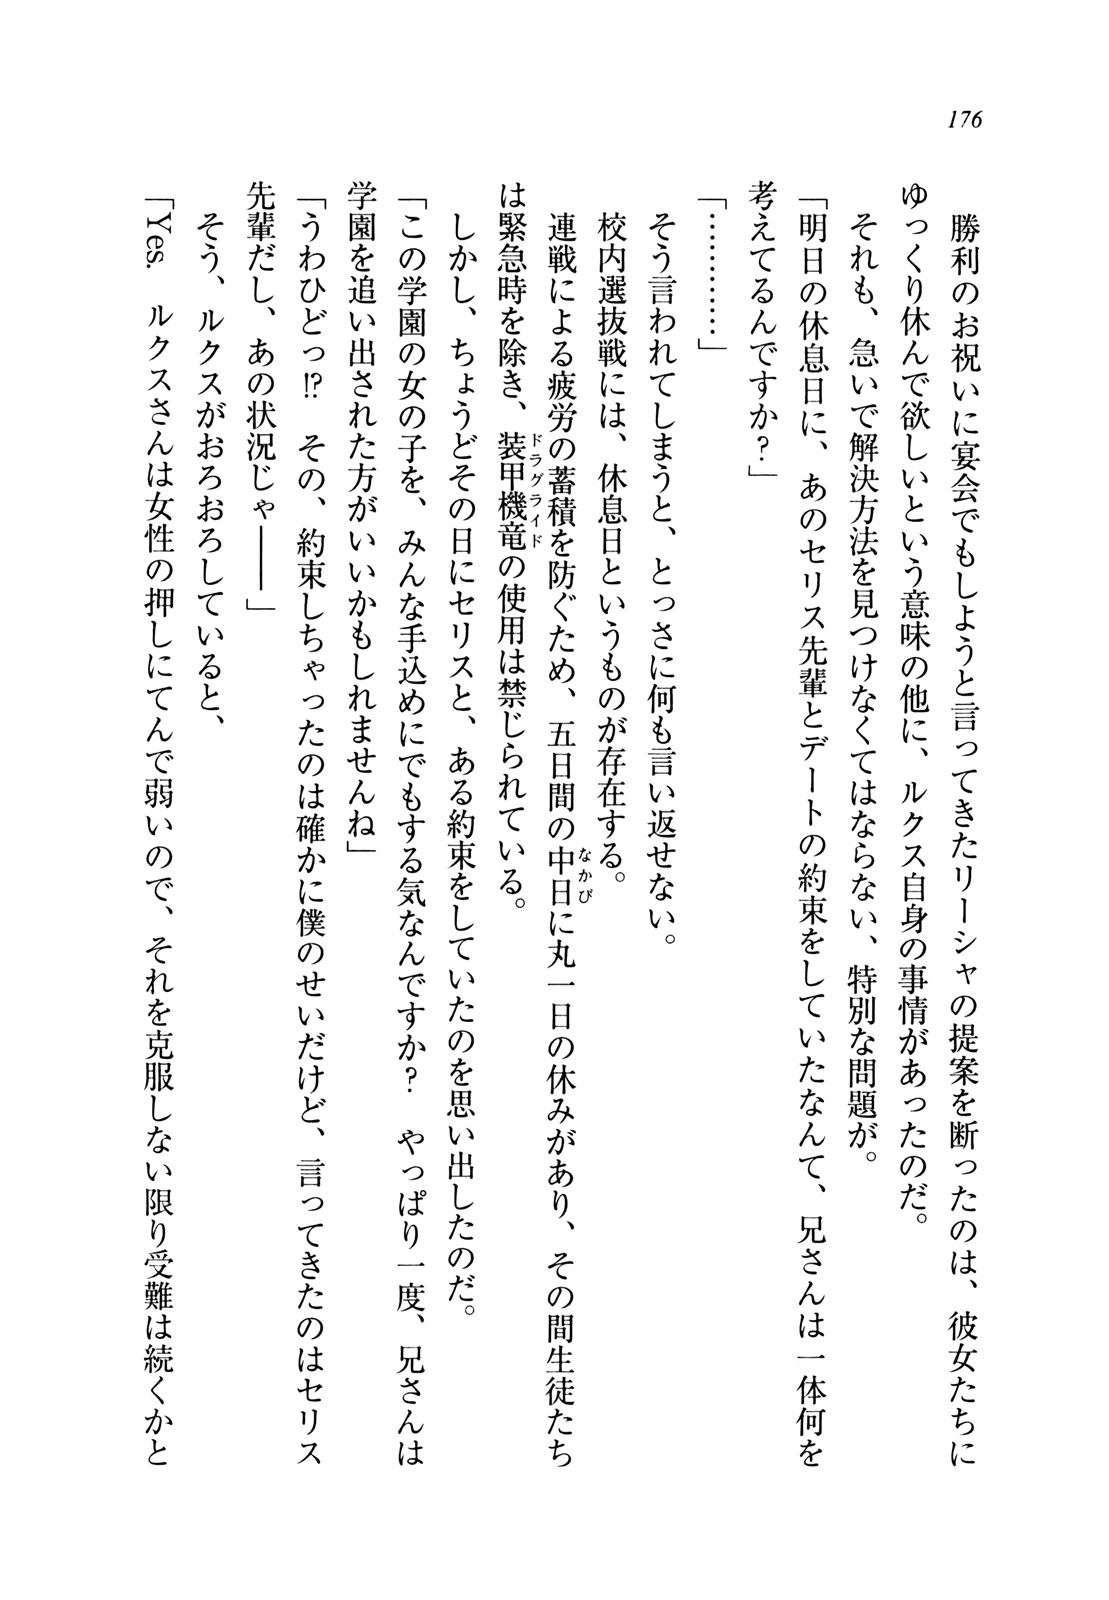 176
　勝利のお祝いに宴会でもしようと言ってきたリーシャの提案を断ったのは、彼女たちに
ゆっくり休んで欲しいという意味の他に、ルクス自身の事情があったのだ。
　それも、急いで解決方法を見つけなくてはならない、特別な問題が。
「明日の休息日に、あのセリス先輩とデートの約束をしていたなんて、兄さんは一体何を
考えてるんですか？」
「…………」
　そう言われてしまうと、とっさに何も言い返せない。
　校内選抜戦には、休息日というものが存在する。
　連戦による疲労の蓄積を防ぐため、五日間の中日（なかび）に丸一日の休みがあり、その間生徒たち
は緊急時を除き、装甲機竜（ドラグライド）の使用は禁じられている。
　しかし、ちょうどその日にセリスと、ある約束をしていたのを思い出したのだ。
「この学園の女の子を、みんな手込めにでもする気なんですか？　やっぱり一度、兄さんは
学園を追い出された方がいいかもしれませんね」
「うわひどっ!?　その、約束しちゃったのは確かに僕のせいだけど、言ってきたのはセリス
先輩だし、あの状況じゃ――」
　そう、ルクスがおろおろしていると、
「Yes.　ルクスさんは女性の押しにてんで弱いので、それを克服しない限り受難は続くかと